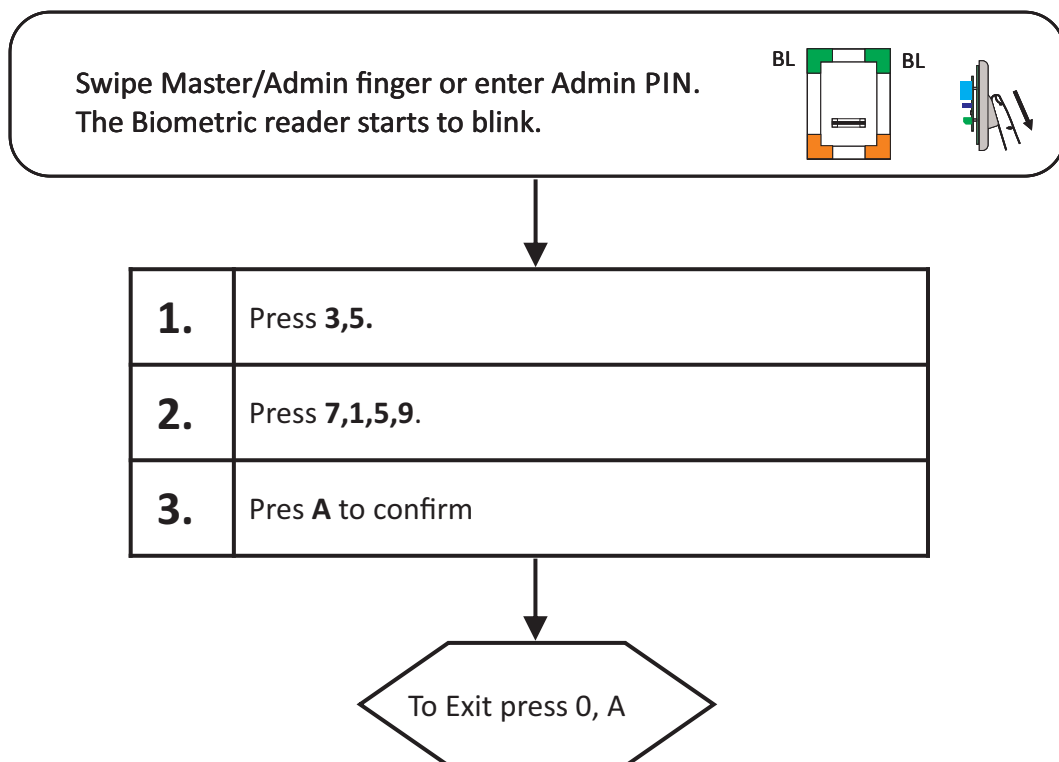 Swipe Master/Admin finger or enter Admin PIN.
The Biometric reader starts to blink.
BL
BL
1.
Press 3,5.
2.
Press 7,1,5,9.
3.
Pres A to confirm
To Exit press 0, A